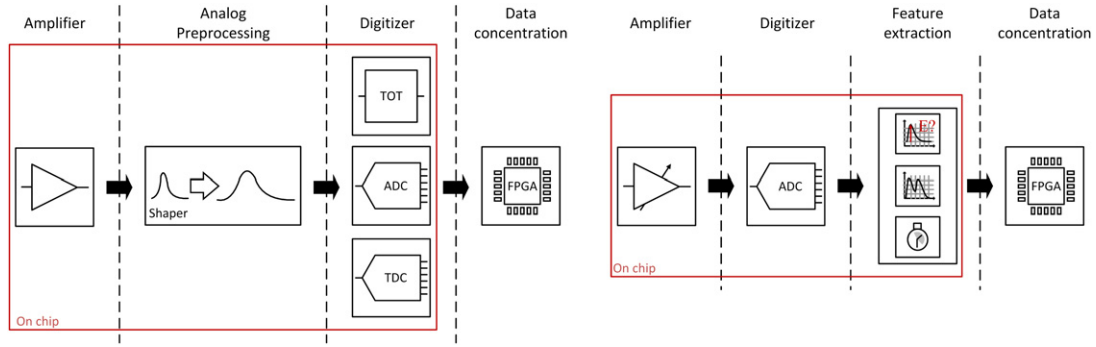 Amplifier
Analog
Preprocessing
Digitizer
Data
concentration
TOT
Shaper
ADC
FPGA
TDC
On chip
Amplifier
Digitizer
Feature
extraction
Data
concentration
E?
ADC
FPGA
On chip